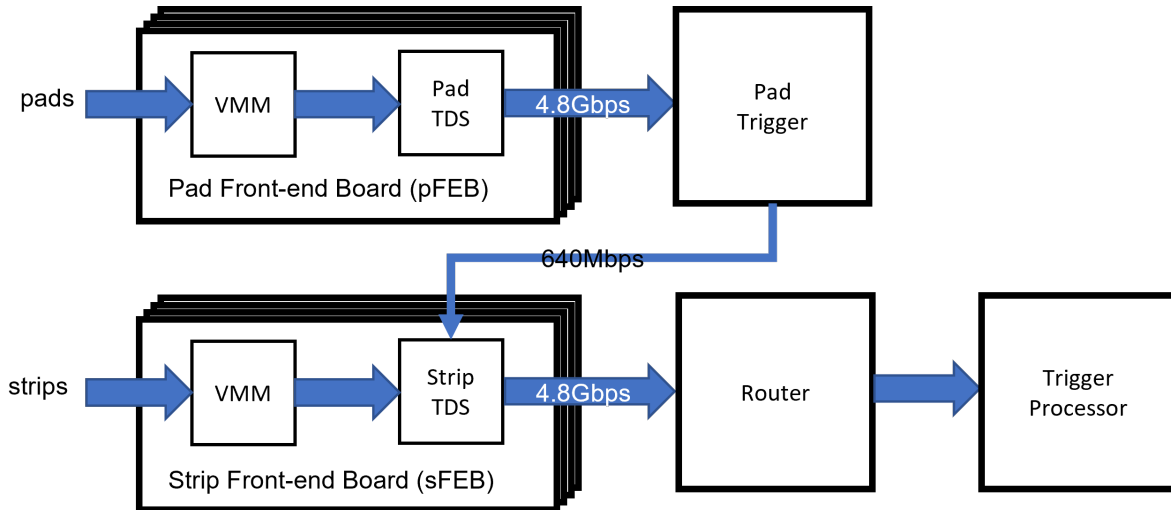 pads
VMM
Pad
TDS
4.8Gbps
Pad
Trigger
Pad Front-end Board (pFEB)
640Mbps
strips
VMM
Strip
TDS
4.8Gbps
Router
Trigger
Processor
Strip Front-end Board (sFEB)